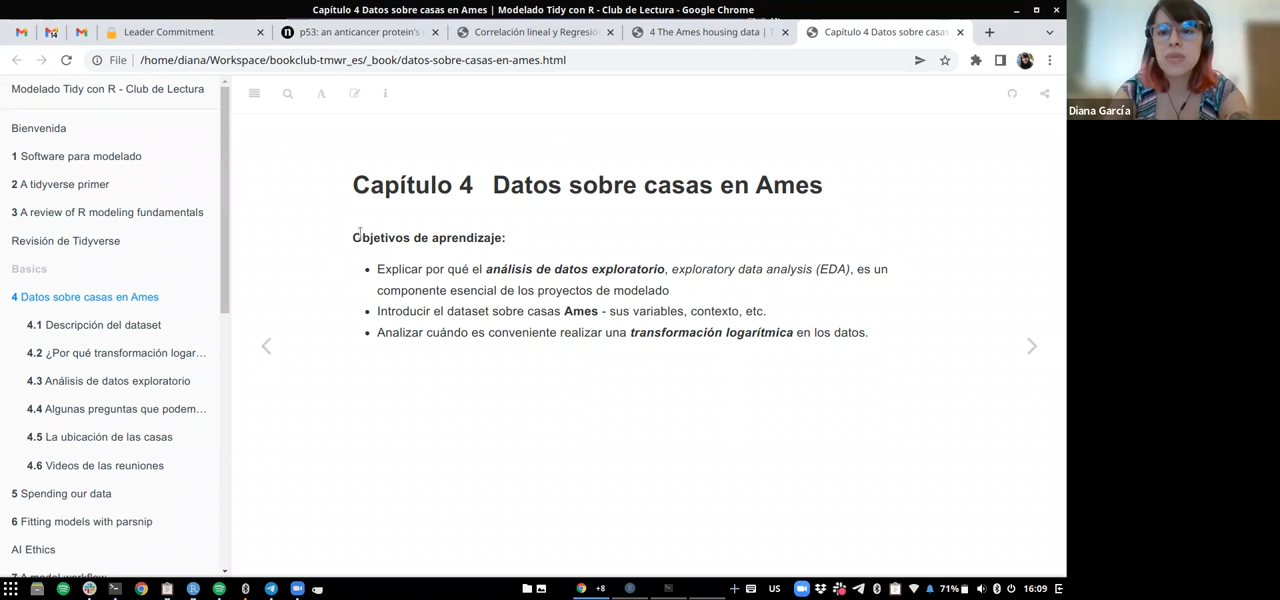 Capítulo 4 Datos sobre casas en Ames | Modelado Tidy con R - Club de Lectura - Google Chrome
Leader Commitment
p53: an anticancer protein's
Correlación lineal y Regresió
4 The Ames housing data | T
Capítulo 4 Datos sobre casas
File
/home/diana/Workspace/bookclub-tmwr_es/_book/datos-sobre-casas-en-ames.html
Modelado Tidy con R - Club de Lectura
Diana García
Bienvenida
1 Software para modelado
2 A tidyverse primer
3 A review of R modeling fundamentals
Revisión de Tidyverse
Basics
4 Datos sobre casas en Ames
4.1 Descripción del dataset
4.2 ¿Por qué transformación logar...
4.3 Análisis de datos exploratorio
4.4 Algunas preguntas que podem...
4.5 La ubicación de las casas
4.6 Videos de las reuniones
5 Spending our data
6 Fitting models with parsnip
AI Ethics
7 A model workflow
Capítulo 4 Datos sobre casas en Ames
Objetivos de aprendizaje:
Explicar por qué el análisis de datos exploratorio, exploratory data analysis (EDA), es un
componente esencial de los proyectos de modelado
Introducir el dataset sobre casas Ames - sus variables, contexto, etc.
Analizar cuándo es conveniente realizar una transformación logarítmica en los datos.
+8
US
71%
16:09